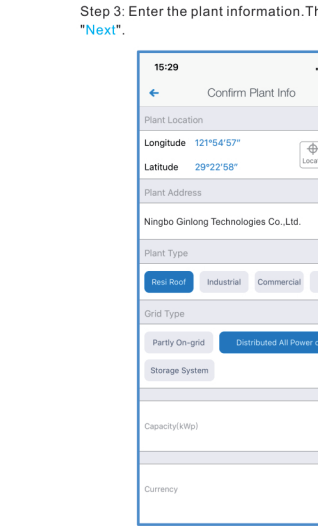 Step 3: Enter the plant information.
"Next".
15:29
Confirm Plant Info
Plant Location
Longitude 121°54'57"
Latitude 29°22'58"
Plant Address
Ningbo Ginlong Technologies Co.,Ltd.
Plant Type
Resi Roof Industrial Commercial
Grid Type
Partly On-grid Distributed All Power
Storage System
Capacity(kWp)
Currency